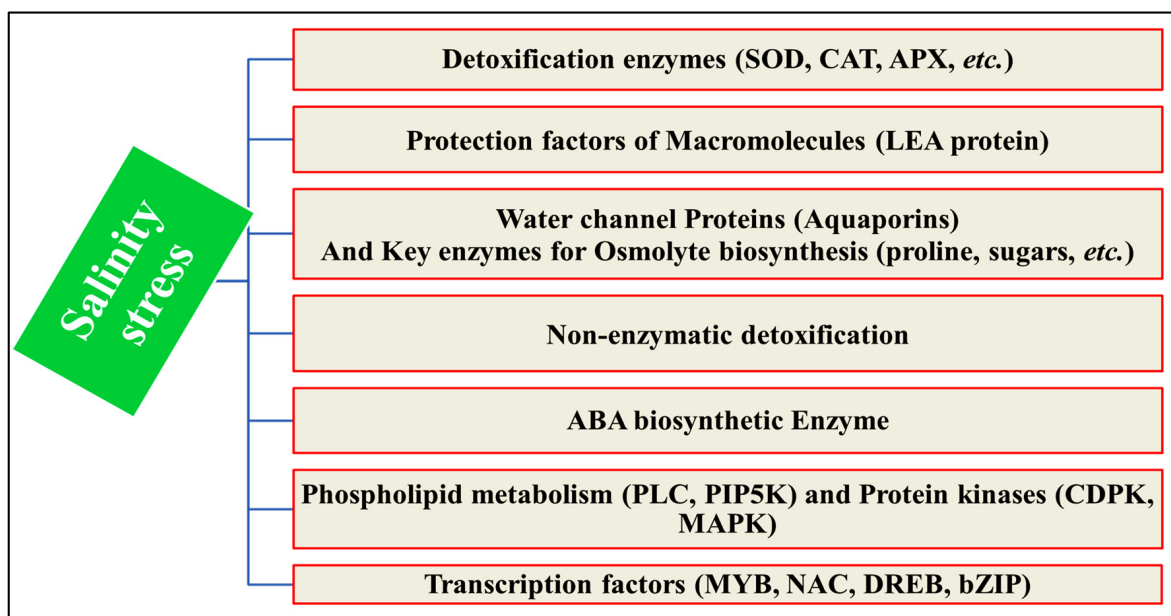 Salinity
stress
Detoxification enzymes (SOD, CAT, APX, etc.)
Protection factors of Macromolecules (LEA protein)
Water channel Proteins (Aquaporins)
And Key enzymes for Osmolyte biosynthesis (proline, sugars, etc.)
Non-enzymatic detoxification
ABA biosynthetic Enzyme
Phospholipid metabolism (PLC, PIP5K) and Protein kinases (CDPK,
MAPK)
Transcription factors (MYB, NAC, DREB, bZIP)